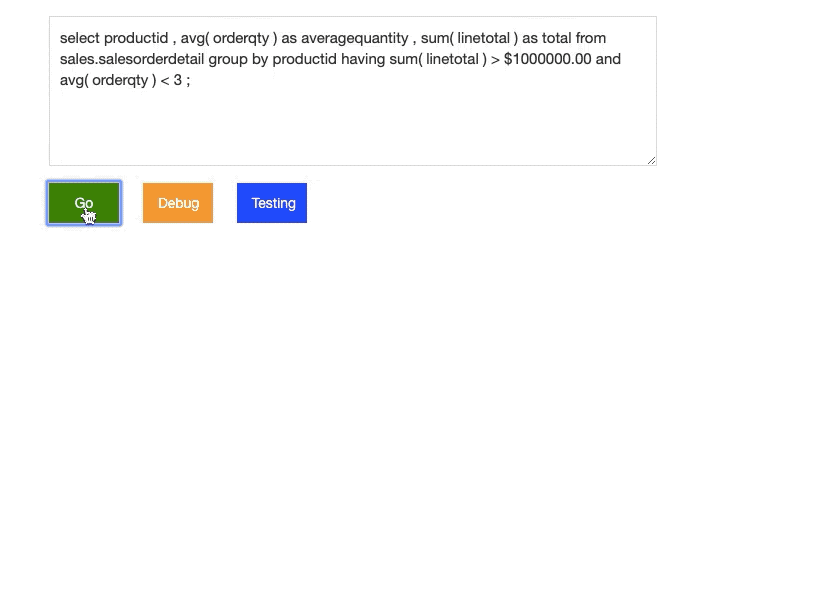 select productid , avg( orderqty ) as averagequantity , sum( linetotal ) as total from
sales.salesorderdetail group by productid having sum( linetotal ) > $1000000.00 and
avg( orderqty ) < 3 ;
Go Debug Testing